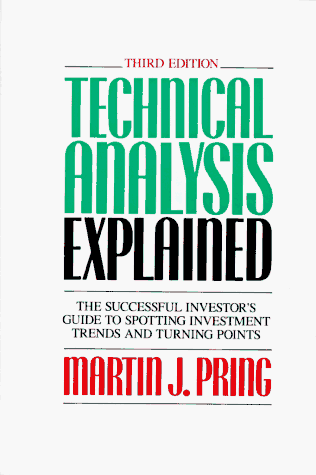 THIRD EDITION
TECHNICAL
ANALYSIS
EXPLAINED
THE SUCCESSFUL INVESTOR'S
GUIDE TO SPOTTING INVESTMENT
TRENDS AND TURNING POINTS
MARTIN J. PRING